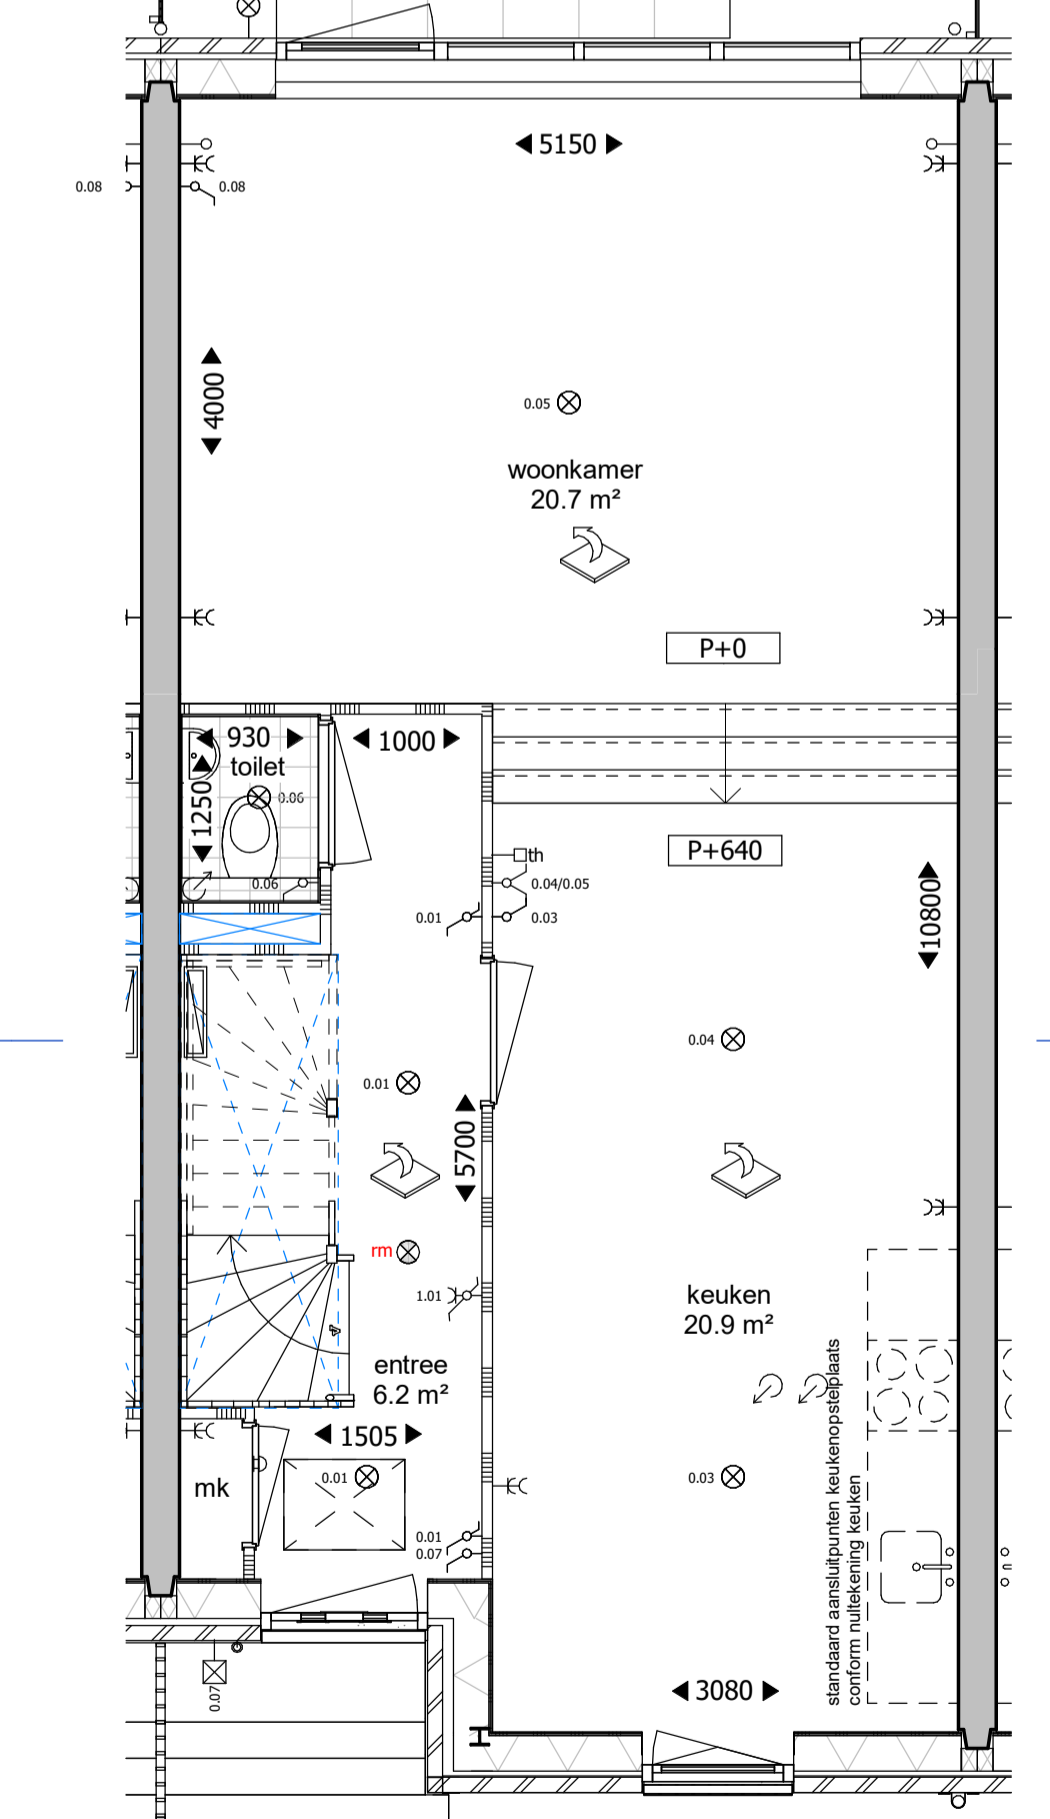 5150
0.08
0.08
4000
0.05
woonkamer
20.7 m²
P+0
930
1000
toilet
1250
0.06
P+640
th
0.06
0.04/0.05
0.01
0.03
10800
0.04
0.01
5700
rm
1.01
keuken
20.9 m²
entree
6.2 m²
1505
mk
0.01
0.03
standaard aansluitpunten keukenopstelplaats
conform nultekening keuken
0.01
0.07
0.07
3080